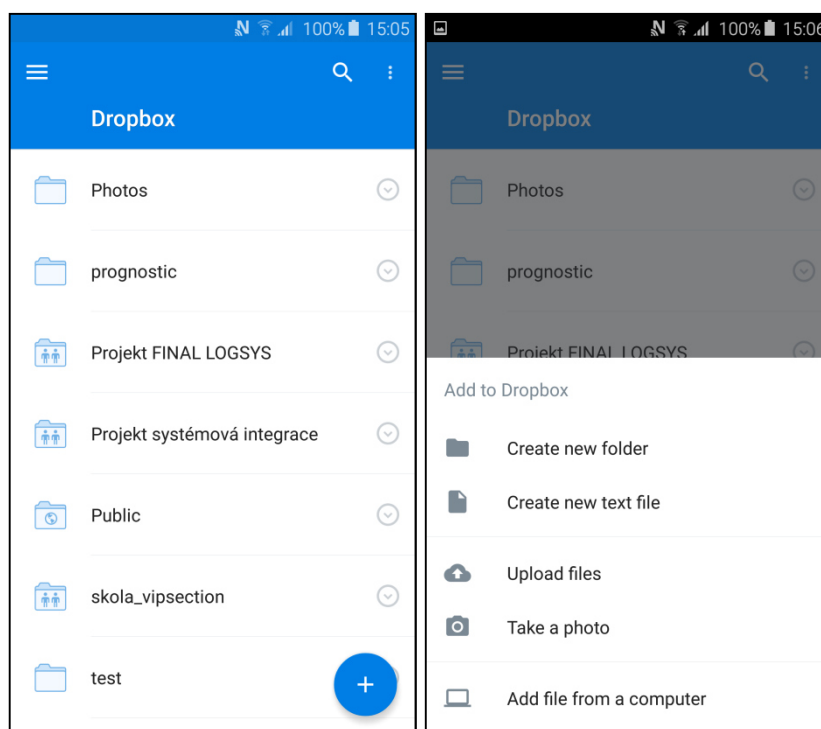 100% 15:05
Dropbox
Photos
prognostic
Projekt FINAL LOGSYS
Projekt systémová integrace
Public
skola_vipsection
test
100% 15:06
Dropbox
Photos
prognostic
Projekt FINAL LOGSYS
Add to Dropbox
Create new folder
Create new text file
Upload files
Take a photo
Add file from a computer